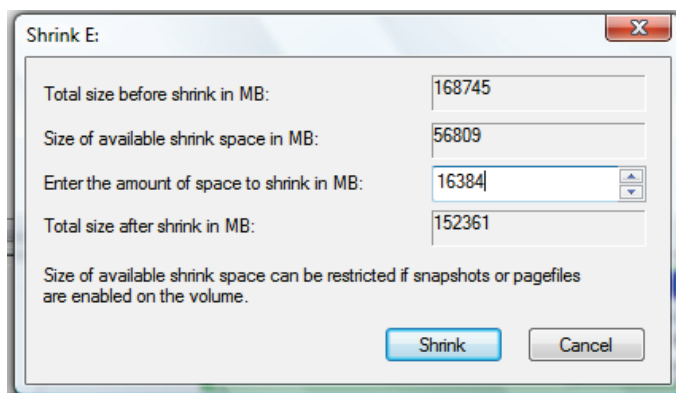 Shrink E:
Total size before shrink in MB: 168745
Size of available shrink space in MB: 56809
Enter the amount of space to shrink in MB: 16384
Total size after shrink in MB: 152361
Size of available shrink space can be restricted if snapshots or pagefiles
are enabled on the volume.
Shrink Cancel